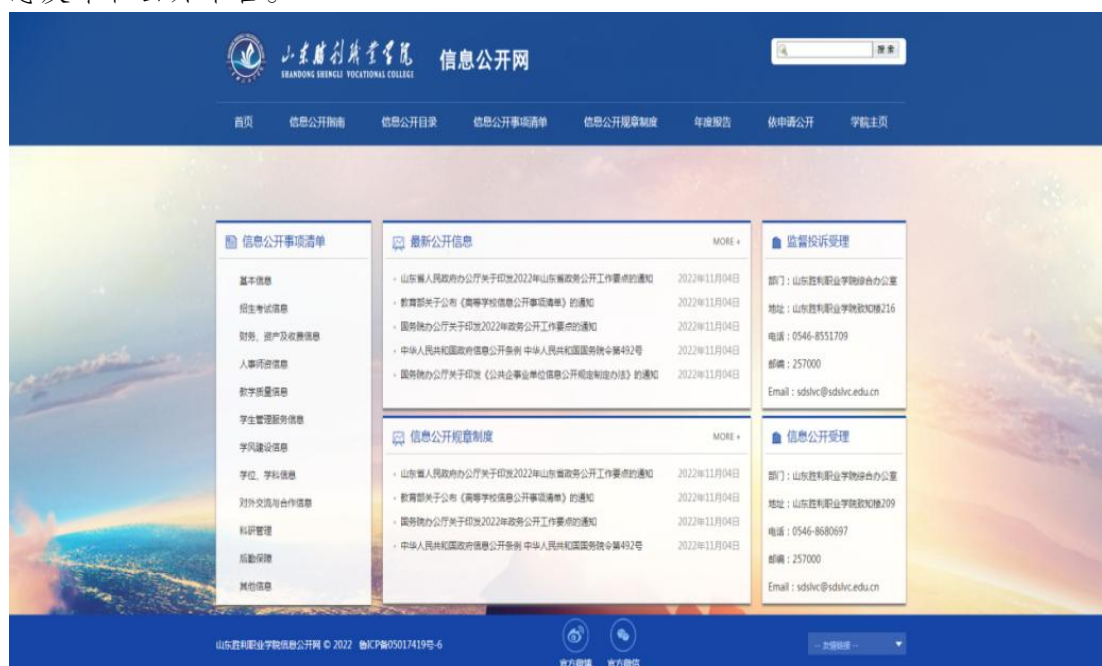 山东胜利职业学院 信息公开网
SHANDONG SHENGLI VOCATIONAL COLLEGE
搜索
首页 信息公开指南 信息公开目录 信息公开事项清单 信息公开规章制度 年度报告 依申请公开 学院主页
信息公开事项清单
基本信息
招生考试信息
财务、资产及收费信息
人事师资信息
教学质量信息
学生管理服务信息
学风建设信息
学位、学科信息
对外交流与合作信息
科研管理
后勤保障
其他信息
最新公开信息 MORE +
山东省人民政府办公厅关于印发2022年山东省政务公开工作要点的通知 2022年11月04日
教育部关于公布《高等学校信息公开事项清单》的通知 2022年11月04日
国务院办公厅关于印发2022年政务公开工作要点的通知 2022年11月04日
中华人民共和国政府信息公开条例 中华人民共和国国务院令第492号 2022年11月04日
国务院办公厅关于印发《公共企事业单位信息公开规定制定办法》的通知 2022年11月04日
信息公开规章制度 MORE +
山东省人民政府办公厅关于印发2022年山东省政务公开工作要点的通知 2022年11月04日
教育部关于公布《高等学校信息公开事项清单》的通知 2022年11月04日
国务院办公厅关于印发2022年政务公开工作要点的通知 2022年11月04日
中华人民共和国政府信息公开条例 中华人民共和国国务院令第492号 2022年11月04日
监督投诉受理
部门：山东胜利职业学院综合办公室
地址：山东胜利职业学院致知楼216
电话：0546-8551709
邮编：257000
Email：sdslvc@sdslvc.edu.cn
信息公开受理
部门：山东胜利职业学院综合办公室
地址：山东胜利职业学院致知楼209
电话：0546-8680697
邮编：257000
Email：sdslvc@sdslvc.edu.cn
山东胜利职业学院信息公开网 © 2022 鲁ICP备05017419号-6
官方微博 官方微信
-- 友情链接 --